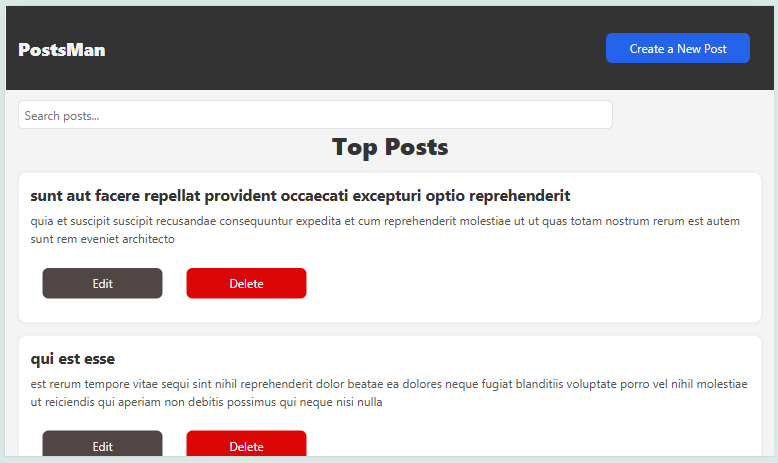 PostsMan
Create a New Post
Search posts...
Top Posts
sunt aut facere repellat provident occaecati excepturi optio reprehenderit
quia et suscipit suscipit recusandae consequuntur expedita et cum reprehenderit molestiae ut ut quas totam nostrum rerum est autem
sunt rem eveniet architecto
Edit
Delete
qui est esse
est rerum tempore vitae sequi sint nihil reprehenderit dolor beatae ea dolores neque fugiat blanditiis voluptate porro vel nihil molestiae
ut reiciendis qui aperiam non debitis possimus qui neque nisi nulla
Edit
Delete